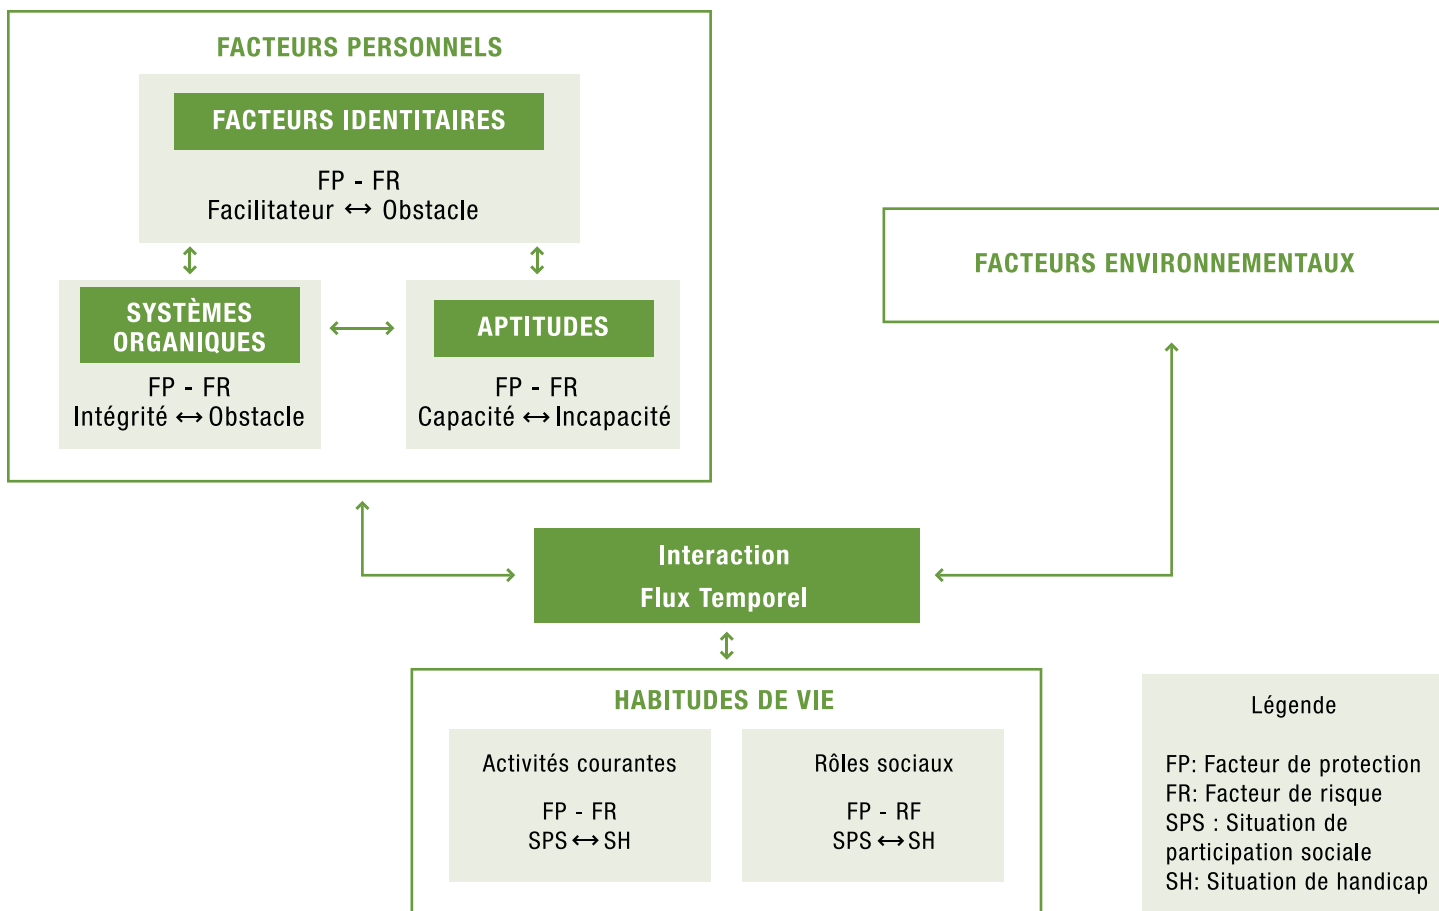 FACTEURS PERSONNELS
FACTEURS IDENTITAIRES
FP - FR
Facilitateur ↔ Obstacle
SYSTÈMES
ORGANIQUES
FP - FR
Intégrité ↔ Obstacle
APTITUDES
FP - FR
Capacité ↔ Incapacité
FACTEURS ENVIRONNEMENTAUX
Interaction
Flux Temporel
HABITUDES DE VIE
Activités courantes
FP - FR
SPS ↔ SH
Rôles sociaux
FP - RF
SPS ↔ SH
Légende
FP: Facteur de protection
FR: Facteur de risque
SPS : Situation de
participation sociale
SH: Situation de handicap